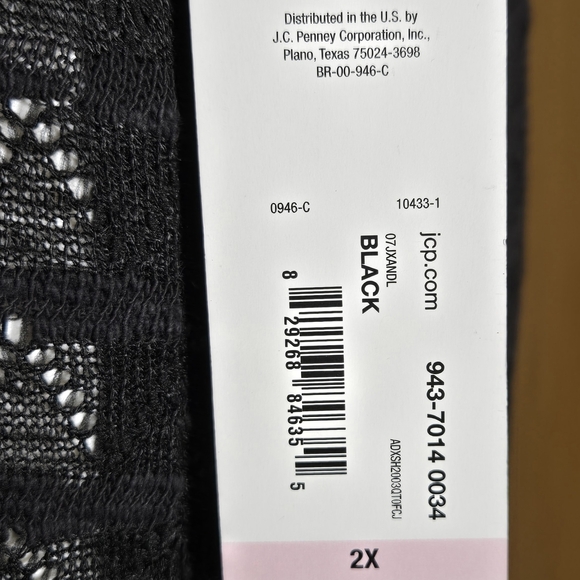 Distributed in the U.S. by
J.C. Penney Corporation, Inc.,
Plano, Texas 75024-3698
BR-00-946-C
0946-C
10433-1
jcp.com
943-7014 0034
07JXANDL
ADXSH2003QT0FCJ
BLACK
8 29268 84635 5
2X